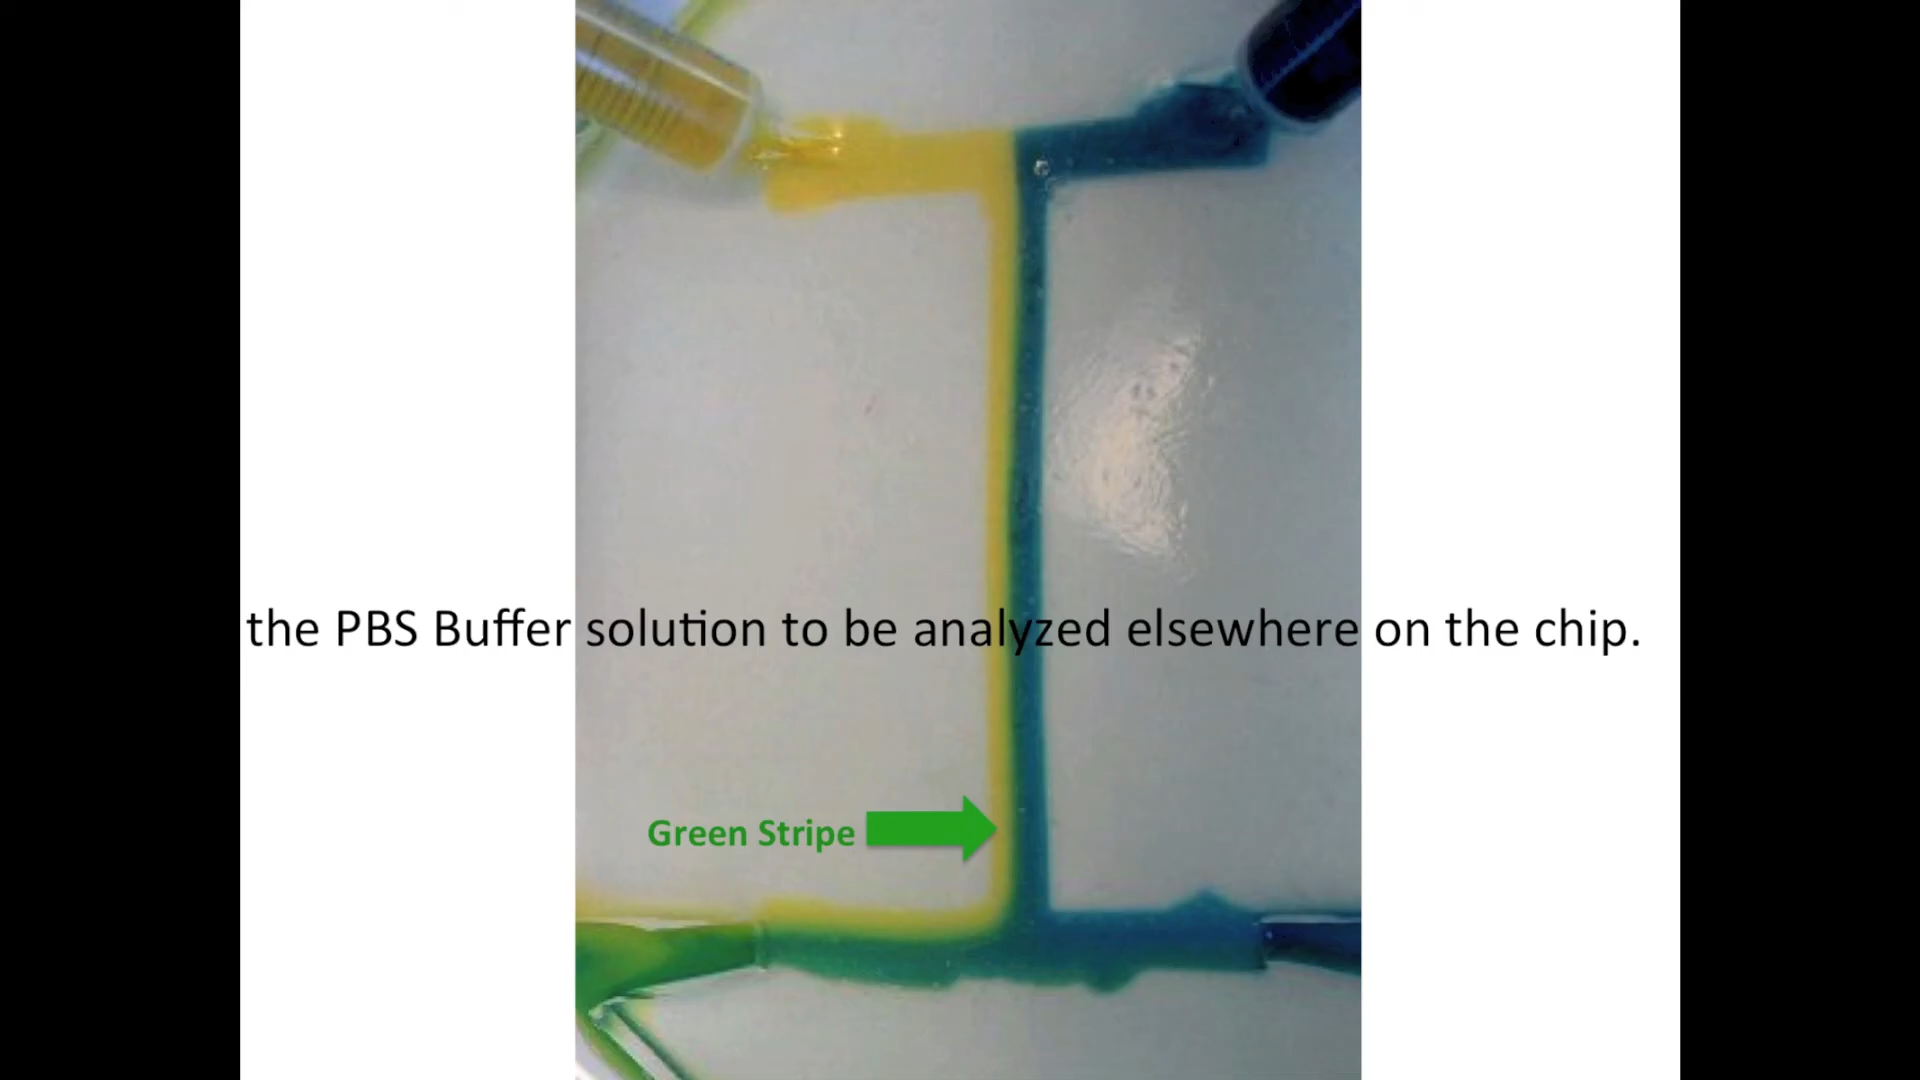 the PBS Buffer solution to be analyzed elsewhere on the chip.
Green Stripe